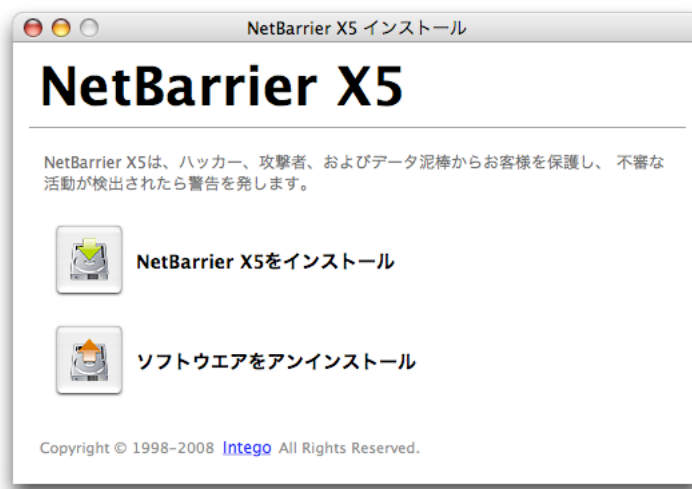 NetBarrier X5 インストール
NetBarrier X5
NetBarrier X5は、ハッカー、攻撃者、およびデータ泥棒からお客様を保護し、 不審な
活動が検出されたら警告を発します。
NetBarrier X5をインストール
ソフトウエアをアンインストール
Copyright © 1998–2008 Intego All Rights Reserved.